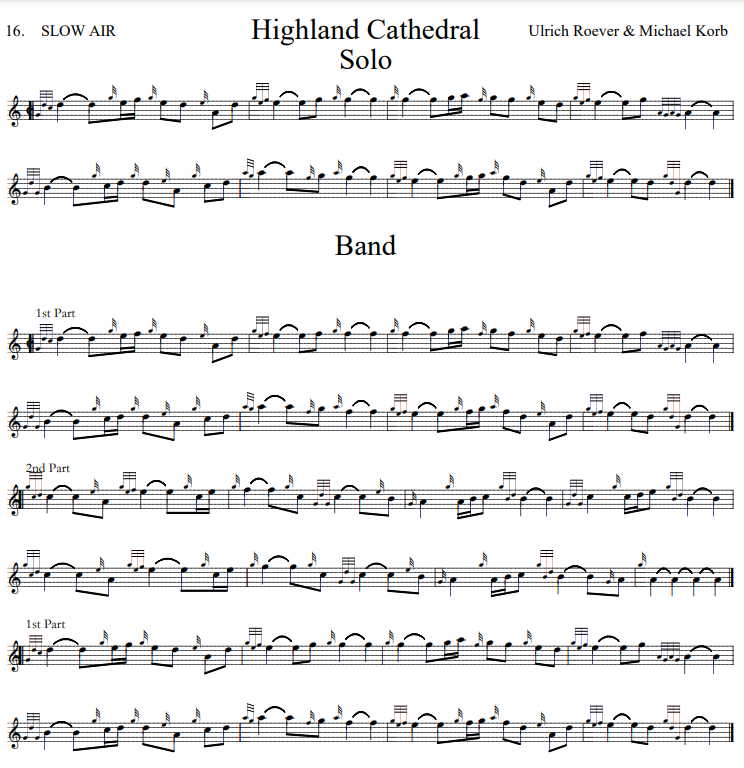 16. SLOW AIR Highland Cathedral Ulrich Roever & Michael Korb
Solo
Band
1st Part
2nd Part
1st Part